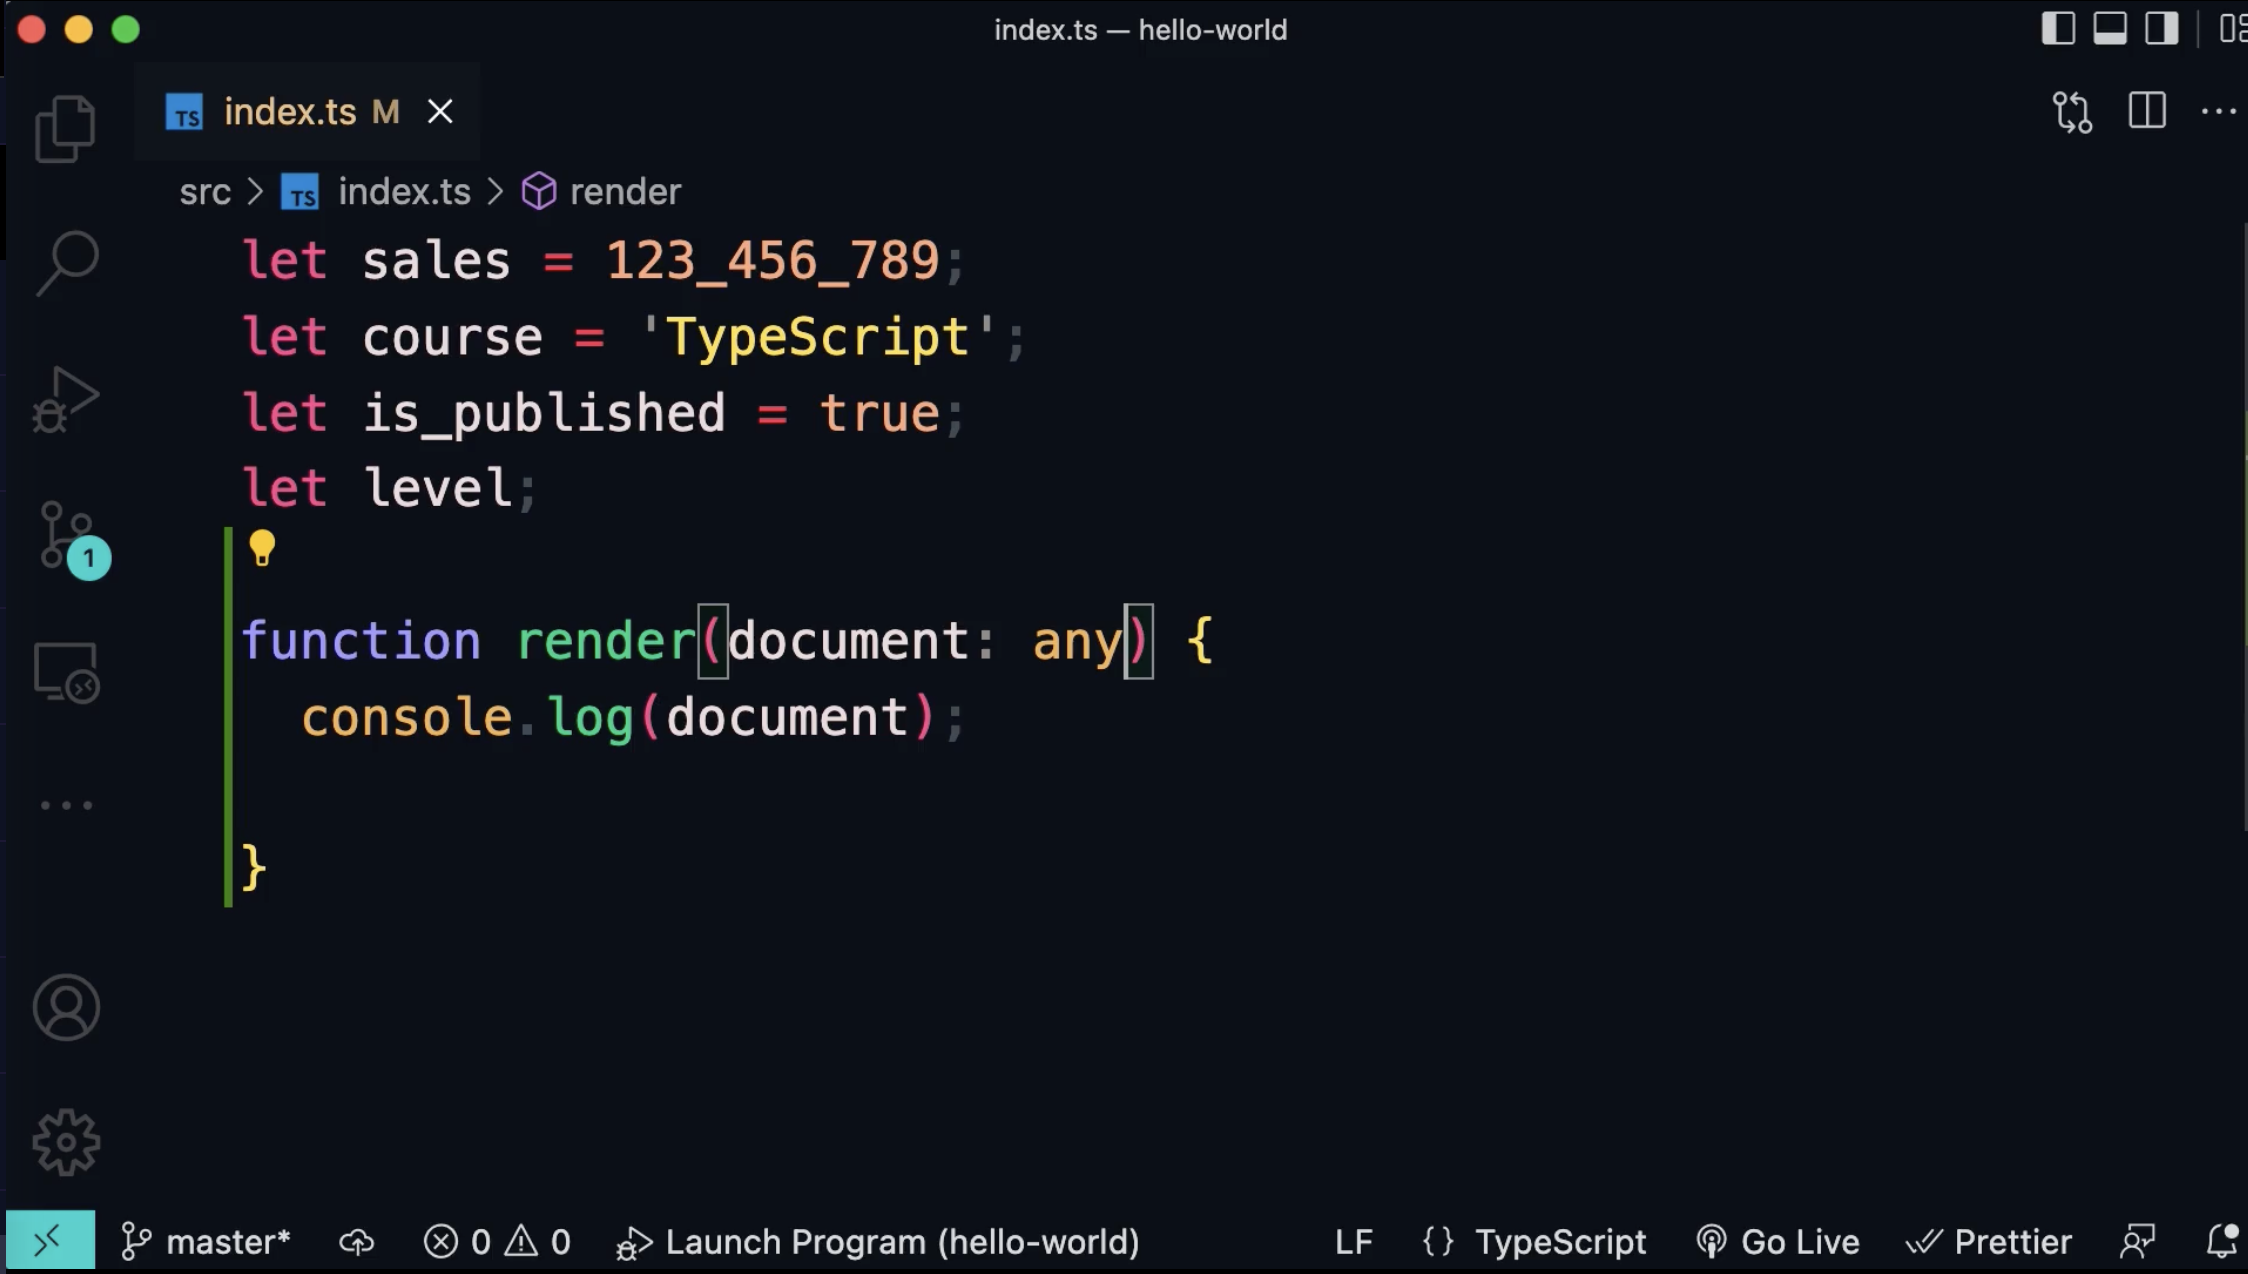 index.ts — hello-world
TS index.ts M
src > TS index.ts > render
let sales = 123_456_789;
let course = 'TypeScript';
let is_published = true;
let level;
function render(document: any) {
console.log(document);
}
1
master* 0 0 Launch Program (hello-world) LF {} TypeScript Go Live Prettier